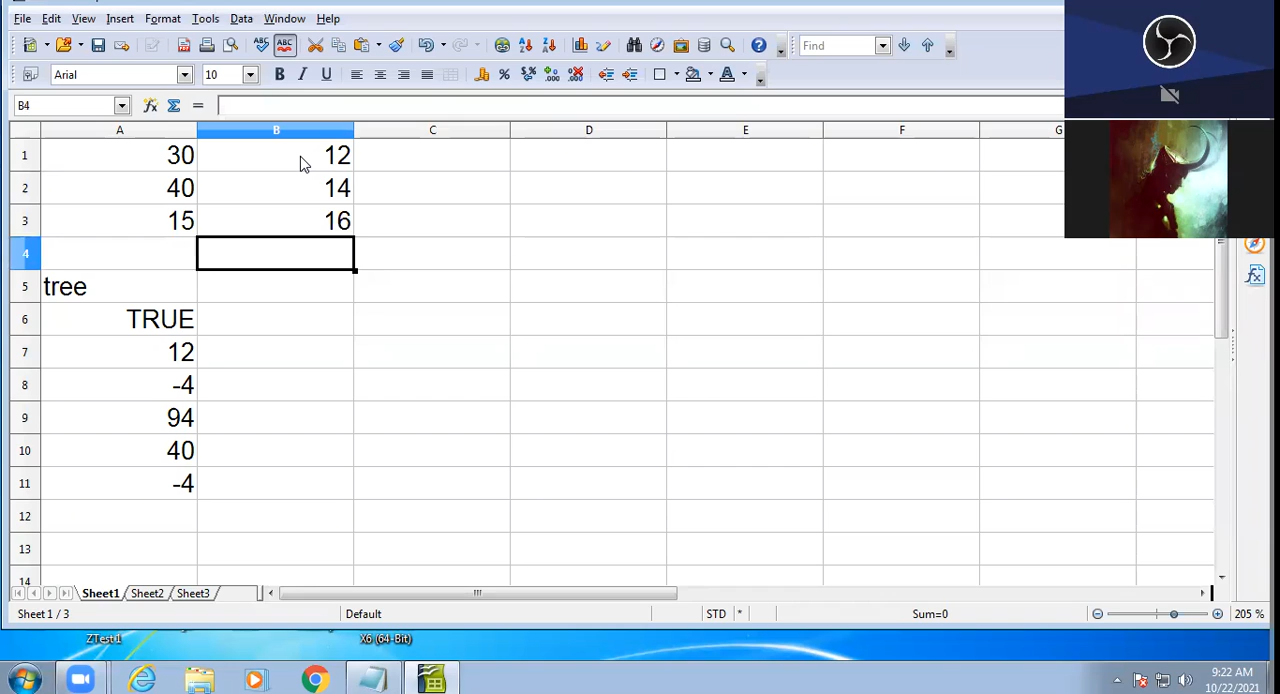 File Edit View Insert Format Tools Data Window Help
Find
Arial 10
B4
A B C D E F G
1 30 12
2 40 14
3 15 16
4
5 tree
6 TRUE
7 12
8 -4
9 94
10 40
11 -4
12
13
14
Sheet1 Sheet2 Sheet3
Sheet 1 / 3 Default STD * Sum=0 205 %
ZTest1 X6 (64-Bit)
9:22 AM
10/22/2021